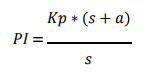 PI = Kp * (s + a) / s